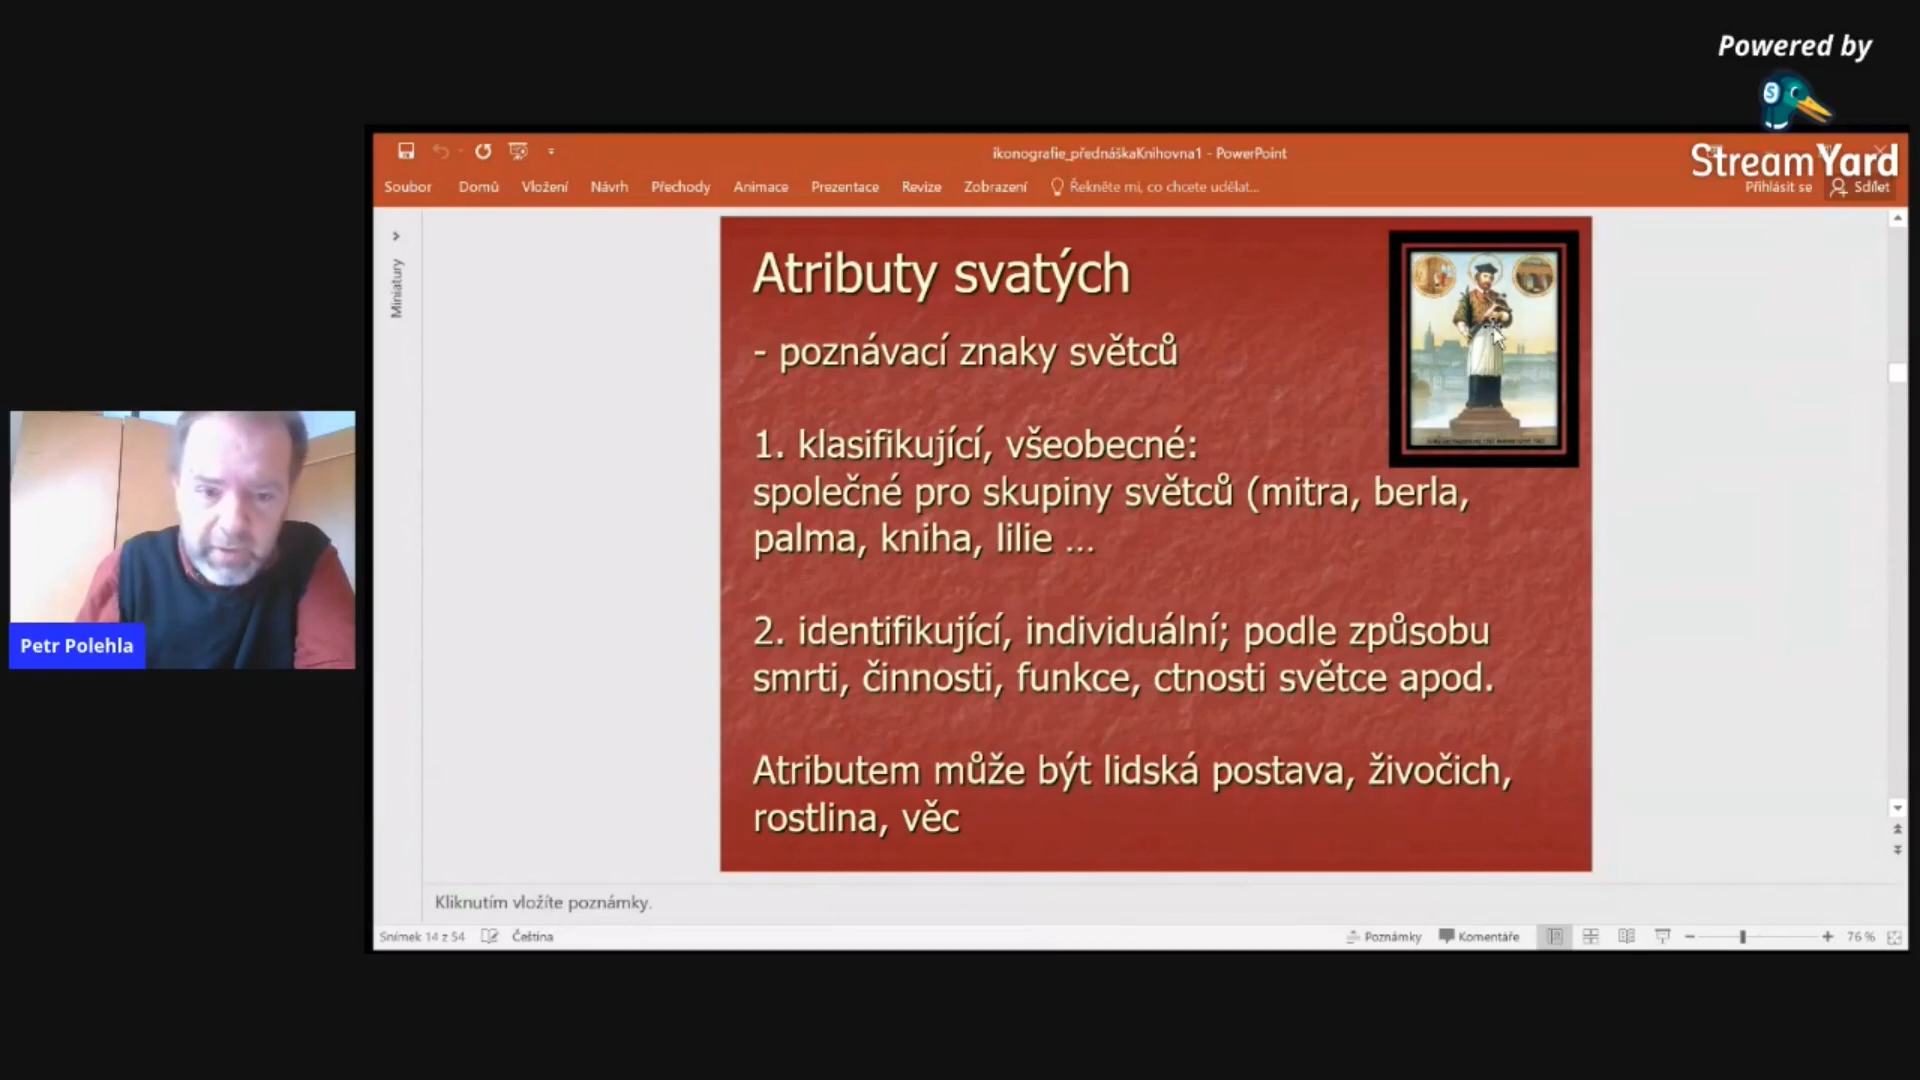 Powered by
StreamYard
ikonografie_přednáškaKnihovna1 - PowerPoint
Soubor Domů Vložení Návrh Přechody Animace Prezentace Revize Zobrazení Řekněte mi, co chcete udělat... Přihlásit se Sdílet
Miniatury
Atributy svatých
- poznávací znaky světců
1. klasifikující, všeobecné:
společné pro skupiny světců (mitra, berla,
palma, kniha, lilie ...
2. identifikující, individuální; podle způsobu
smrti, činnosti, funkce, ctnosti světce apod.
Atributem může být lidská postava, živočich,
rostlina, věc
Petr Polehla
Kliknutím vložíte poznámky.
Snímek 14 z 54 Čeština Poznámky Komentáře 76 %